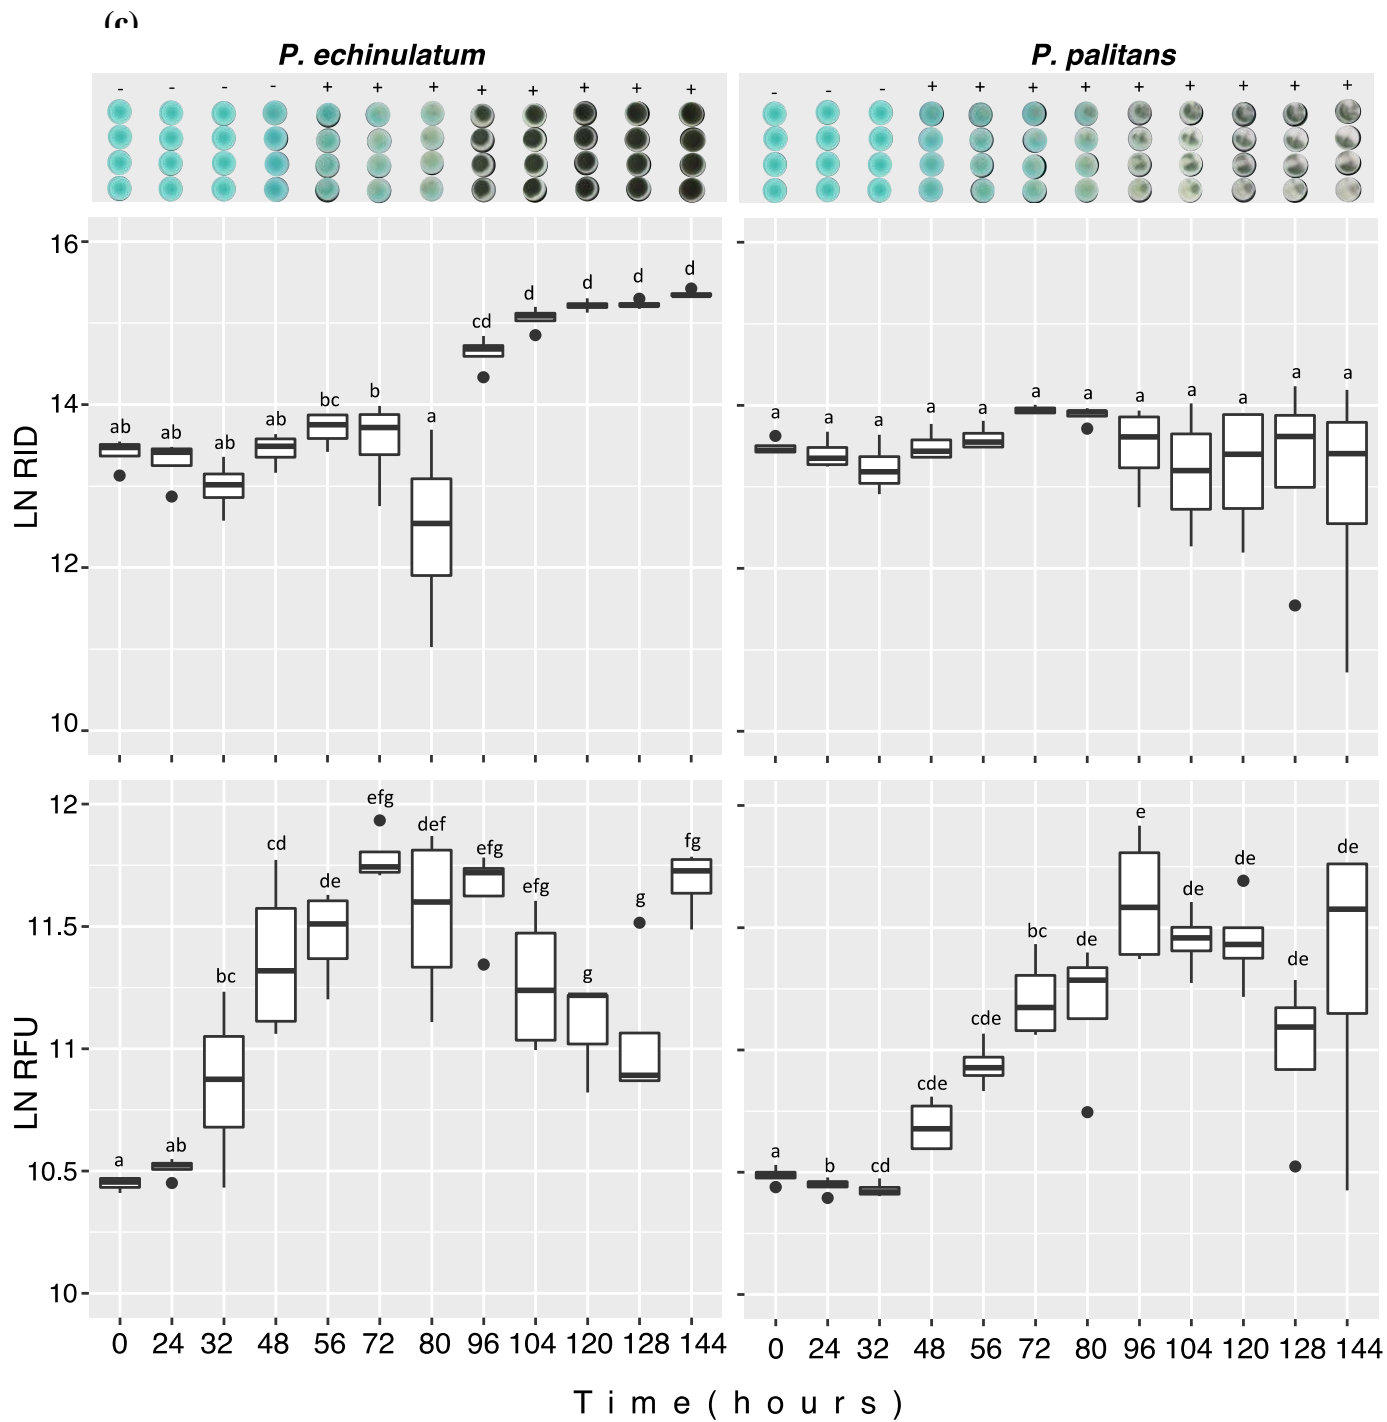 (c)
P. echinulatum P. palitans
- - - - + + + + + + + + - - - + + + + + + + + +
16
14
12
10
LN RID
ab ab ab ab bc b a cd d d d d
a a a a a a a a a a a a
12
11.5
11
10.5
10
LN RFU
a ab bc cd de efg def efg efg g g fg
a b cd cde cde bc de e de de de de
0 24 32 48 56 72 80 96 104 120 128 144 0 24 32 48 56 72 80 96 104 120 128 144
Time (hours)